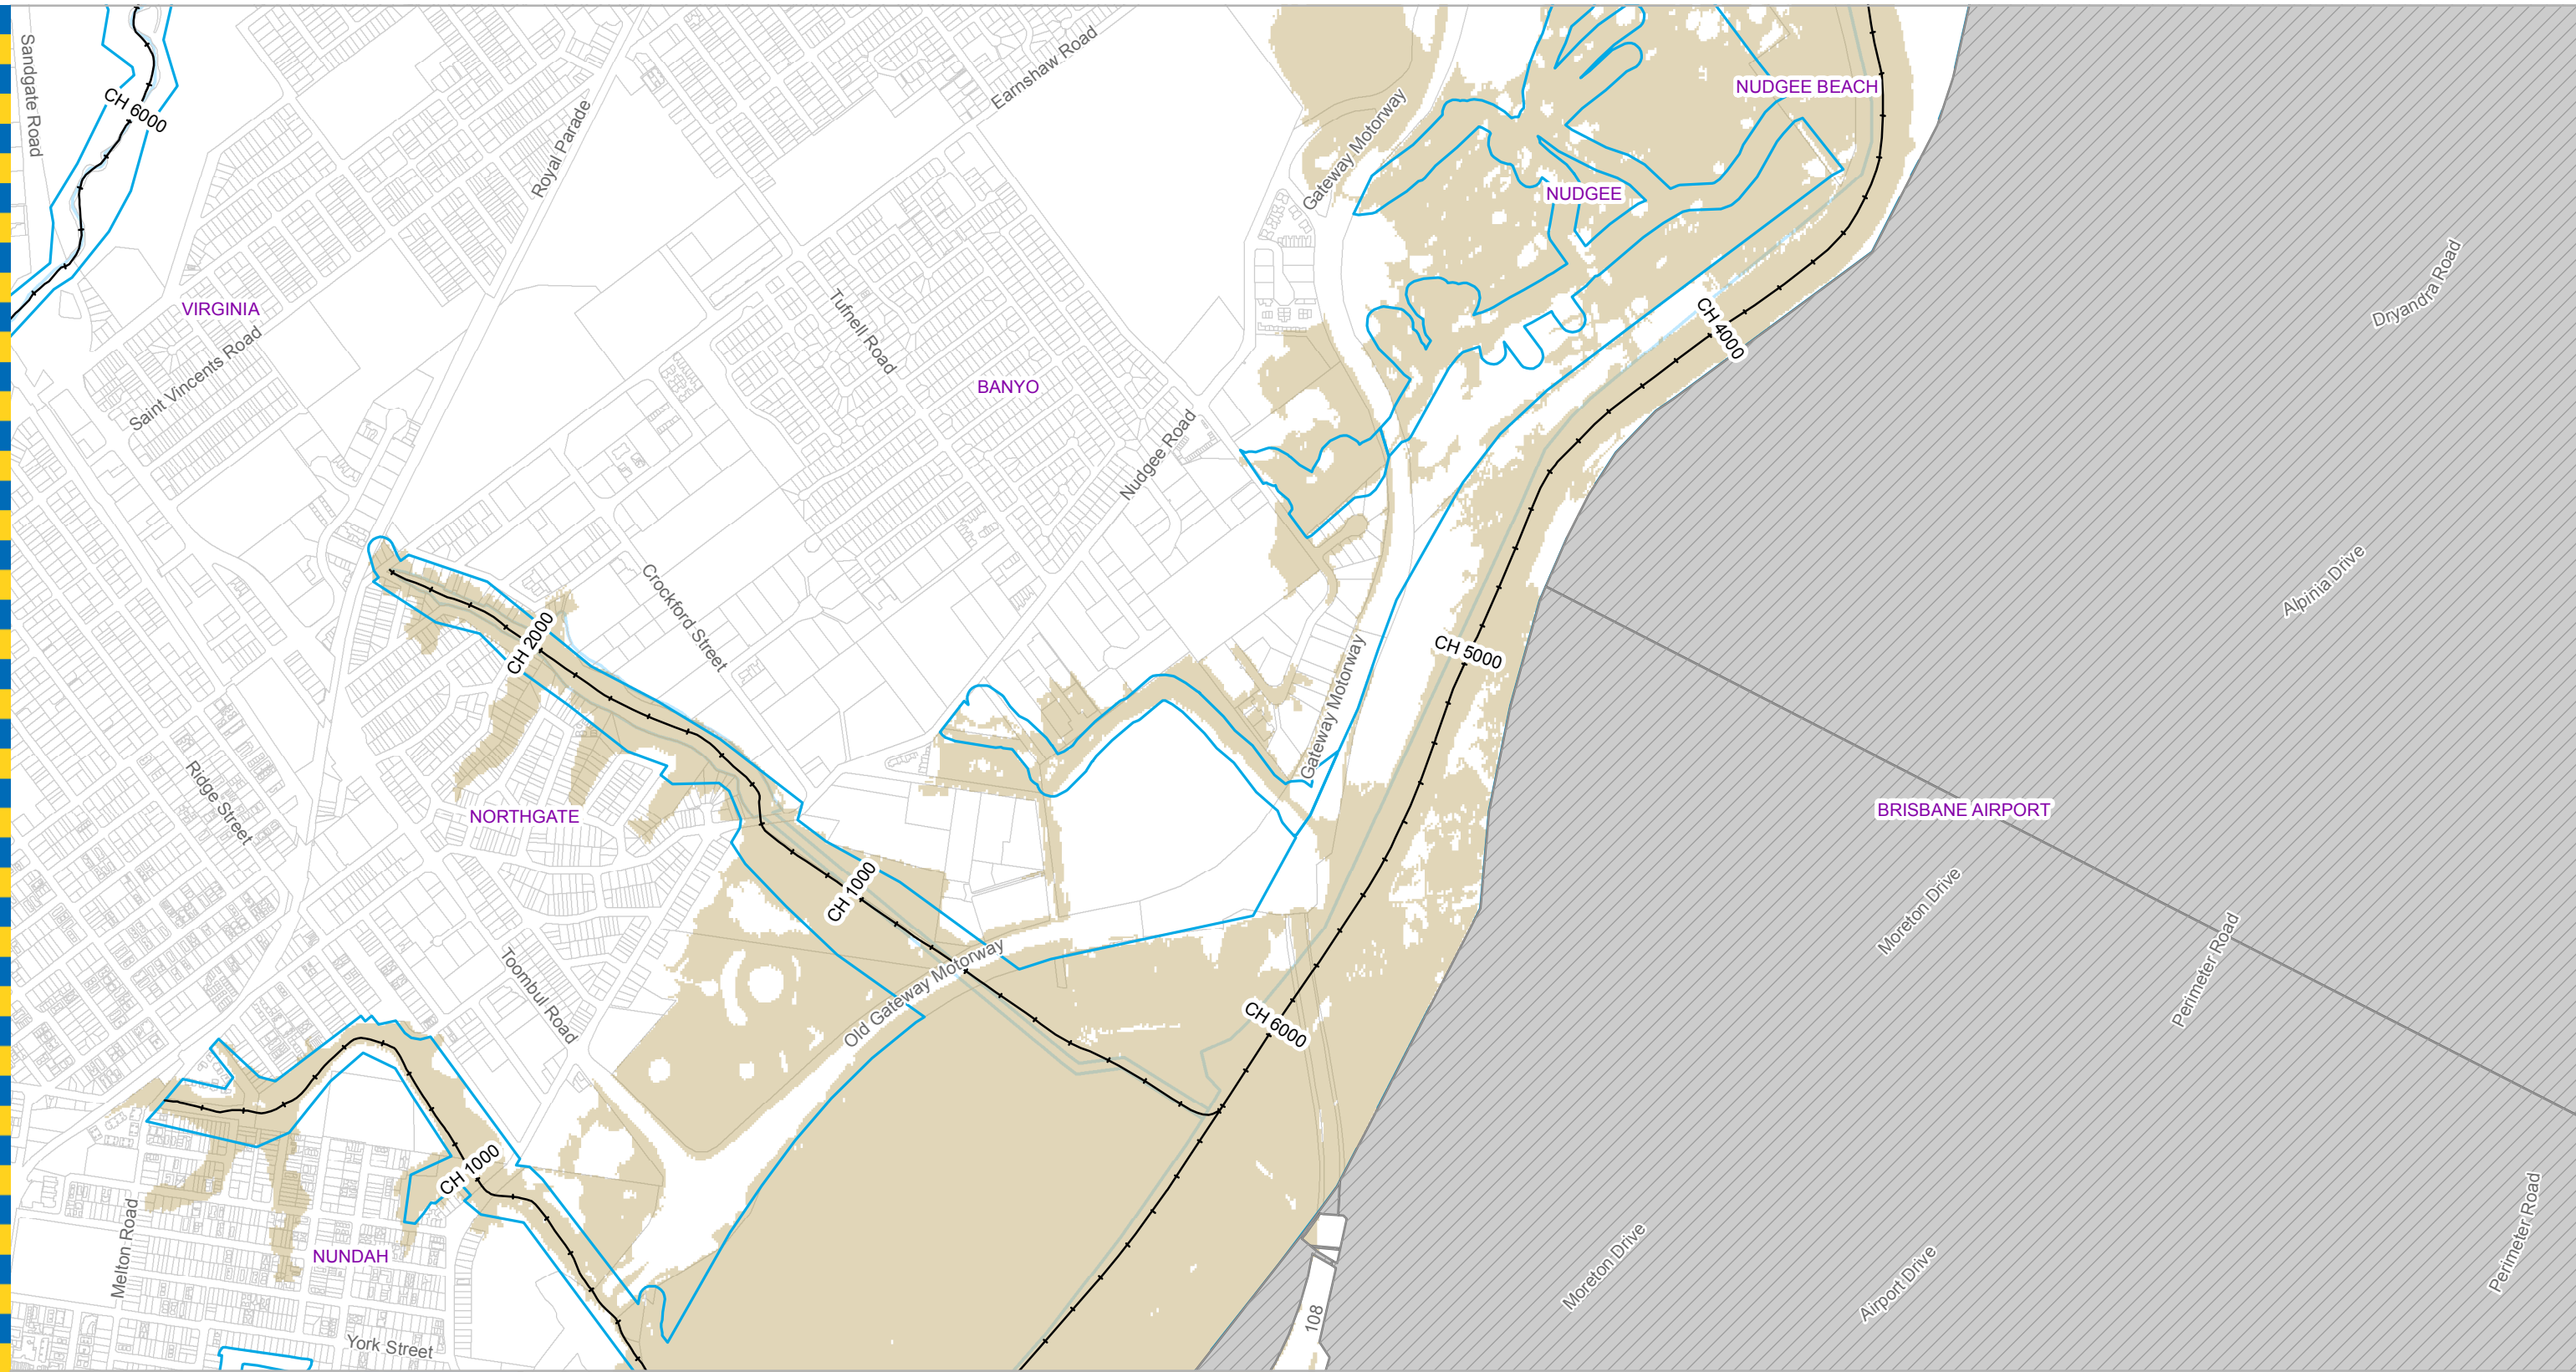 Sandgate Road
CH 6000
Royal Parade
Earnshaw Road
Gateway Motorway
NUDGEE BEACH
NUDGEE
VIRGINIA
Saint Vincents Road
Tufnell Road
BANYO
Nudgee Road
CH 4000
Dryandra Road
Alpinia Drive
Crockford Street
CH 2000
CH 5000
Gateway Motorway
Ridge Street
NORTHGATE
BRISBANE AIRPORT
CH 1000
Moreton Drive
Perimeter Road
Toombul Road
Old Gateway Motorway
CH 6000
CH 1000
Melton Road
NUNDAH
York Street
108
Moreton Drive
Airport Drive
Perimeter Road